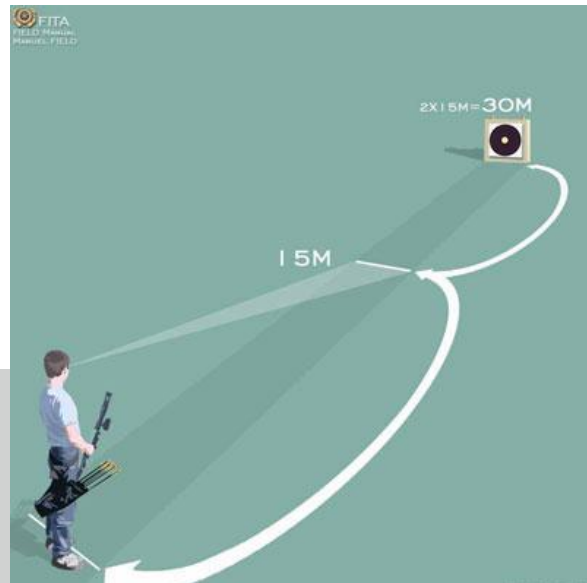 FITA
FIELD MANUAL
MANUEL FIELD
2X15M=30M
15M